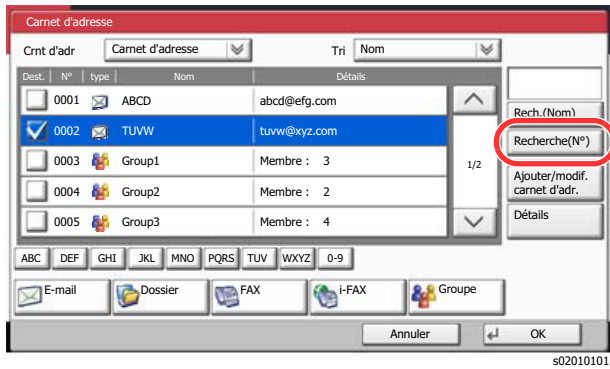 Carnet d'adresse
Crnt d'adr Carnet d'adresse Tri Nom
Dest. N° type Nom Détails
0001 ABCD abcd@efg.com
0002 TUVW tuvw@xyz.com
0003 Group1 Membre : 3
0004 Group2 Membre : 2
0005 Group3 Membre : 4
1/2
Rech.(Nom)
Recherche(N°)
Ajouter/modif.
carnet d'adr.
Détails
ABC DEF GHI JKL MNO PQRS TUV WXYZ 0-9
E-mail Dossier FAX i-FAX Groupe
Annuler OK
s02010101